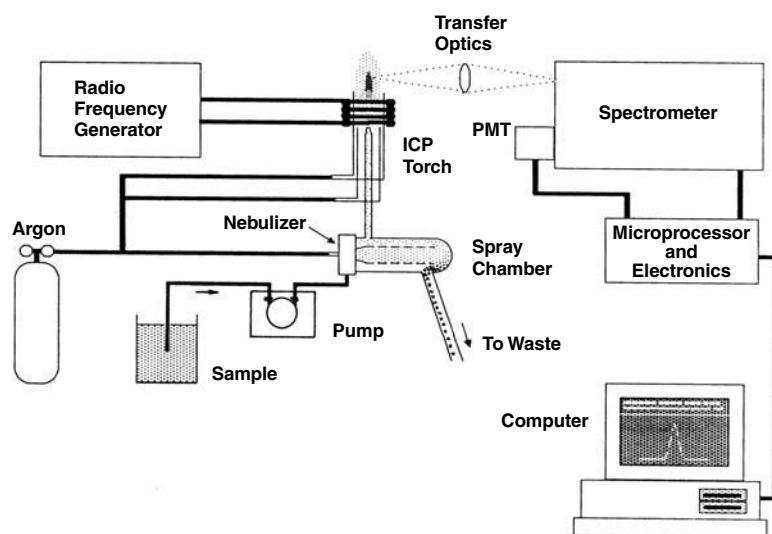 Transfer
Optics
Radio
Frequency
Generator
Spectrometer
PMT
ICP
Torch
Nebulizer
Argon
Spray
Chamber
Microprocessor
and
Electronics
Pump
To Waste
Sample
Computer